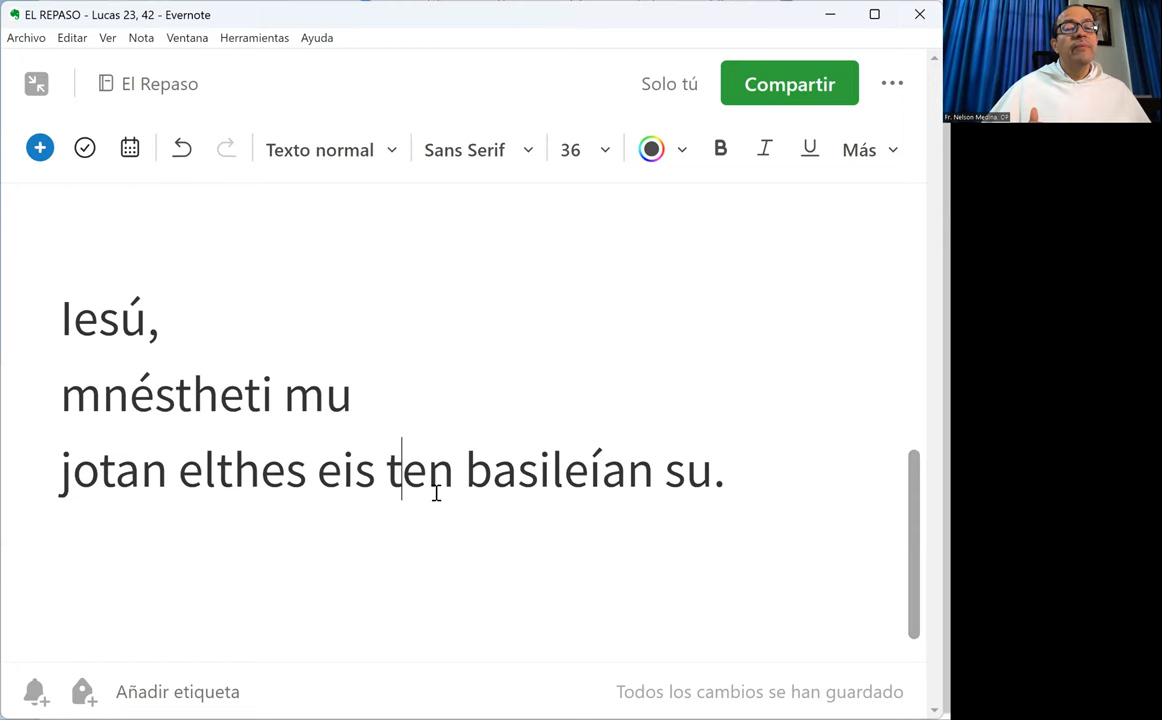 EL REPASO - Lucas 23, 42 - Evernote
Archivo Editar Ver Nota Ventana Herramientas Ayuda
El Repaso Solo tú Compartir
Texto normal Sans Serif 36 B I U Más
Iesú,
mnéstheti mu
jotan elthes eis ten basileían su.
Añadir etiqueta Todos los cambios se han guardado
Fr. Nelson Medina, OP